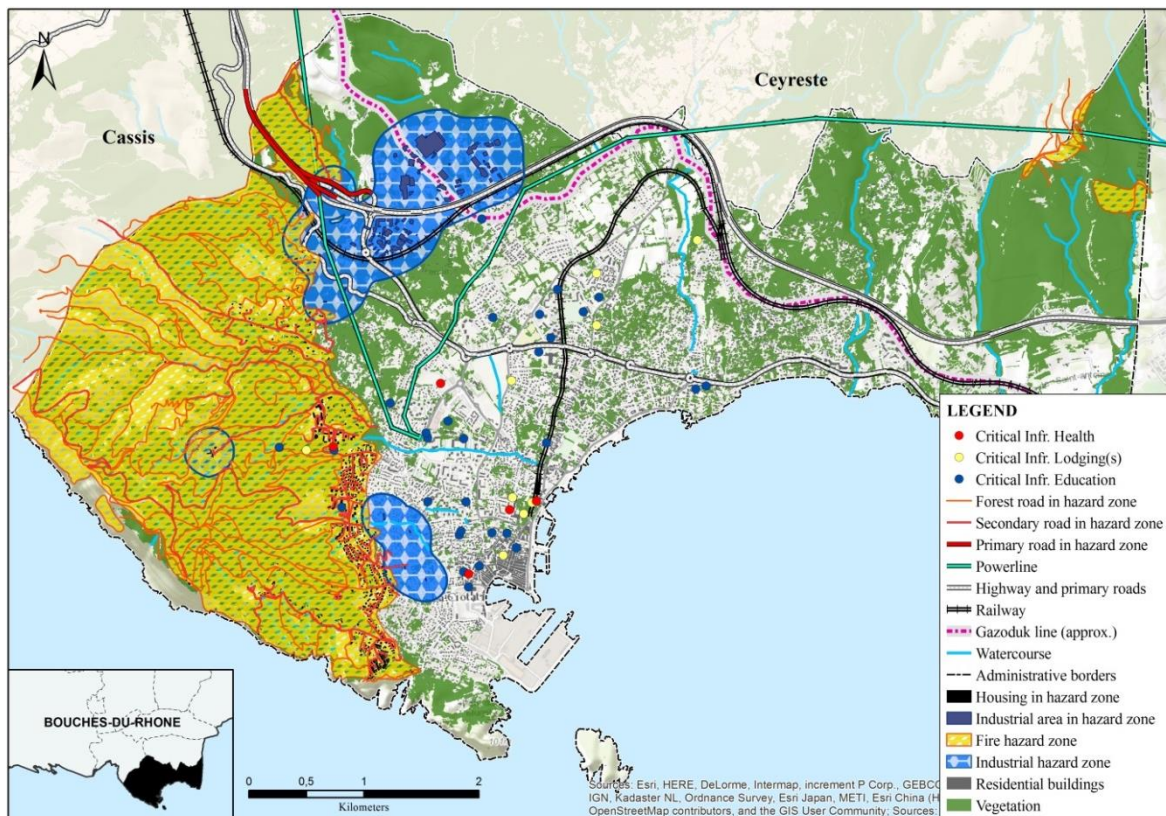 N
Cassis
Ceyreste
LEGEND
Critical Infr. Health
Critical Infr. Lodging(s)
Critical Infr. Education
Forest road in hazard zone
Secondary road in hazard zone
Primary road in hazard zone
Powerline
Highway and primary roads
Railway
Gazoduk line (approx.)
Watercourse
Administrative borders
Housing in hazard zone
Industrial area in hazard zone
Fire hazard zone
Industrial hazard zone
Residential buildings
Vegetation
BOUCHES-DU-RHONE
0 0,5 1 2
Kilometers
Sources: Esri, HERE, DeLorme, Intermap, increment P Corp., GEBCO
IGN, Kadaster NL, Ordnance Survey, Esri Japan, METI, Esri China (H
OpenStreetMap contributors, and the GIS User Community; Sources: